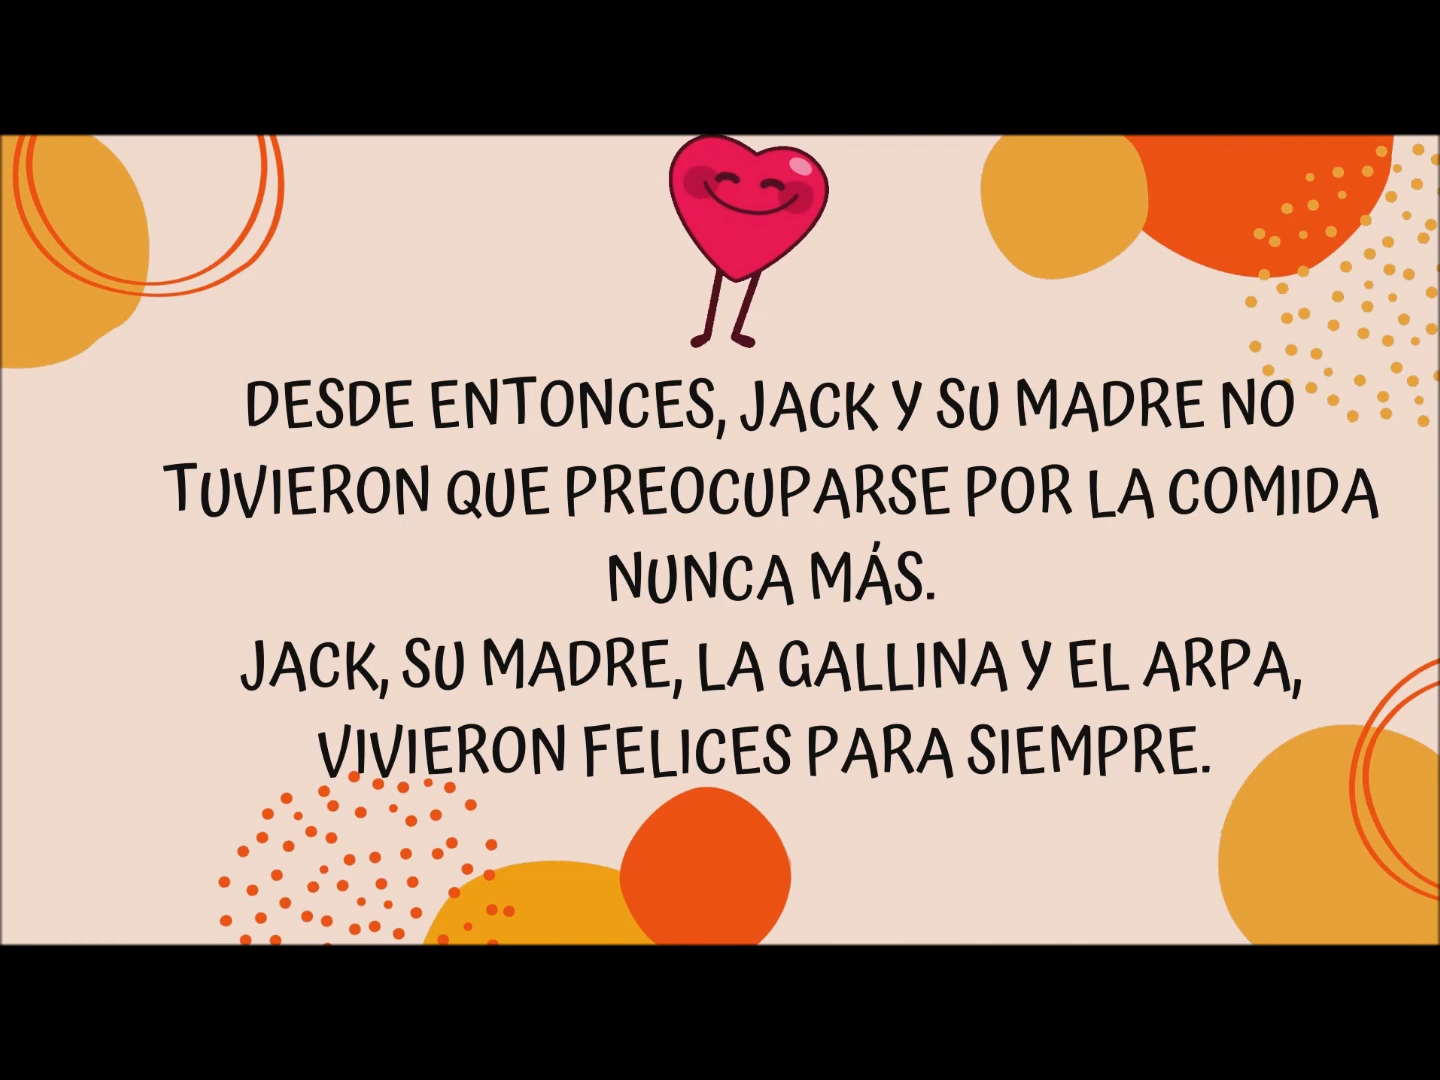 DESDE ENTONCES, JACK Y SU MADRE NO
TUVIERON QUE PREOCUPARSE POR LA COMIDA
NUNCA MÁS.
JACK, SU MADRE, LA GALLINA Y EL ARPA,
VIVIERON FELICES PARA SIEMPRE.